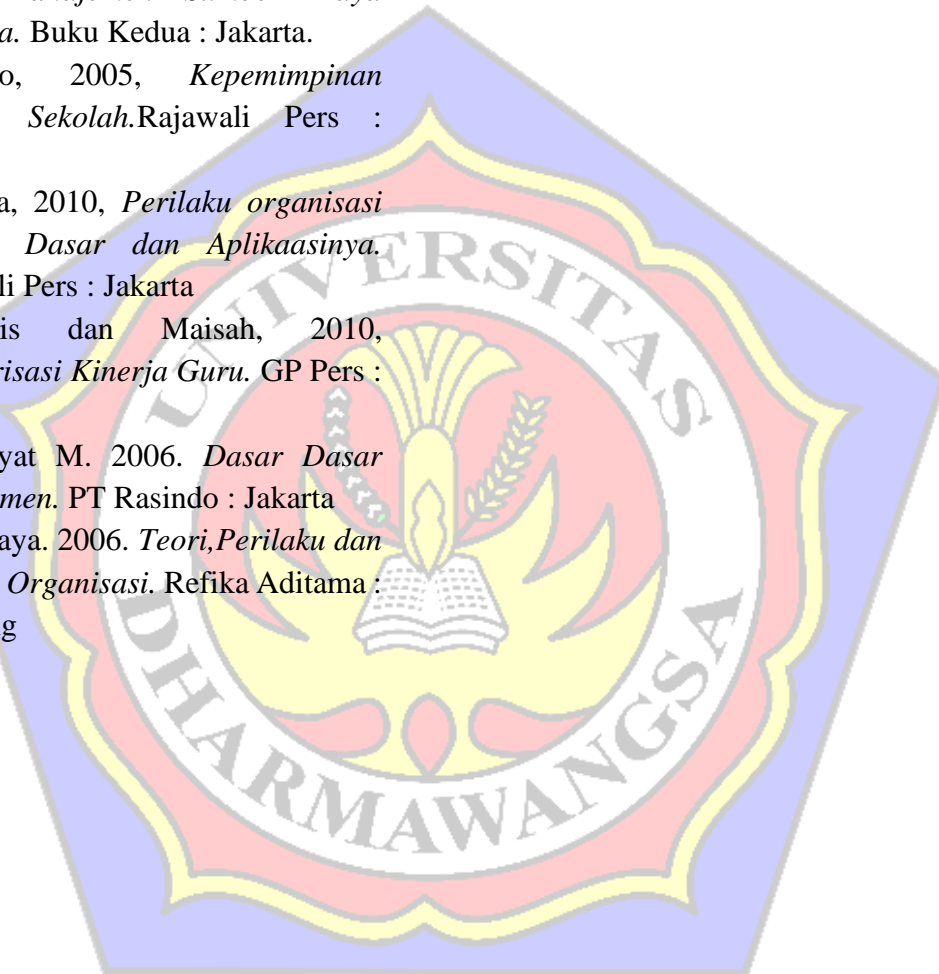 a. Buku Kedua : Jakarta.
o, 2005, Kepemimpinan
Sekolah.Rajawali Pers :
a, 2010, Perilaku organisasi
Dasar dan Aplikaasinya.
li Pers : Jakarta
is dan Maisah, 2010,
risasi Kinerja Guru. GP Pers :
yat M. 2006. Dasar Dasar
men. PT Rasindo : Jakarta
aya. 2006. Teori,Perilaku dan
Organisasi. Refika Aditama :
g
UNIVERSITAS
DHARMAWANGSA